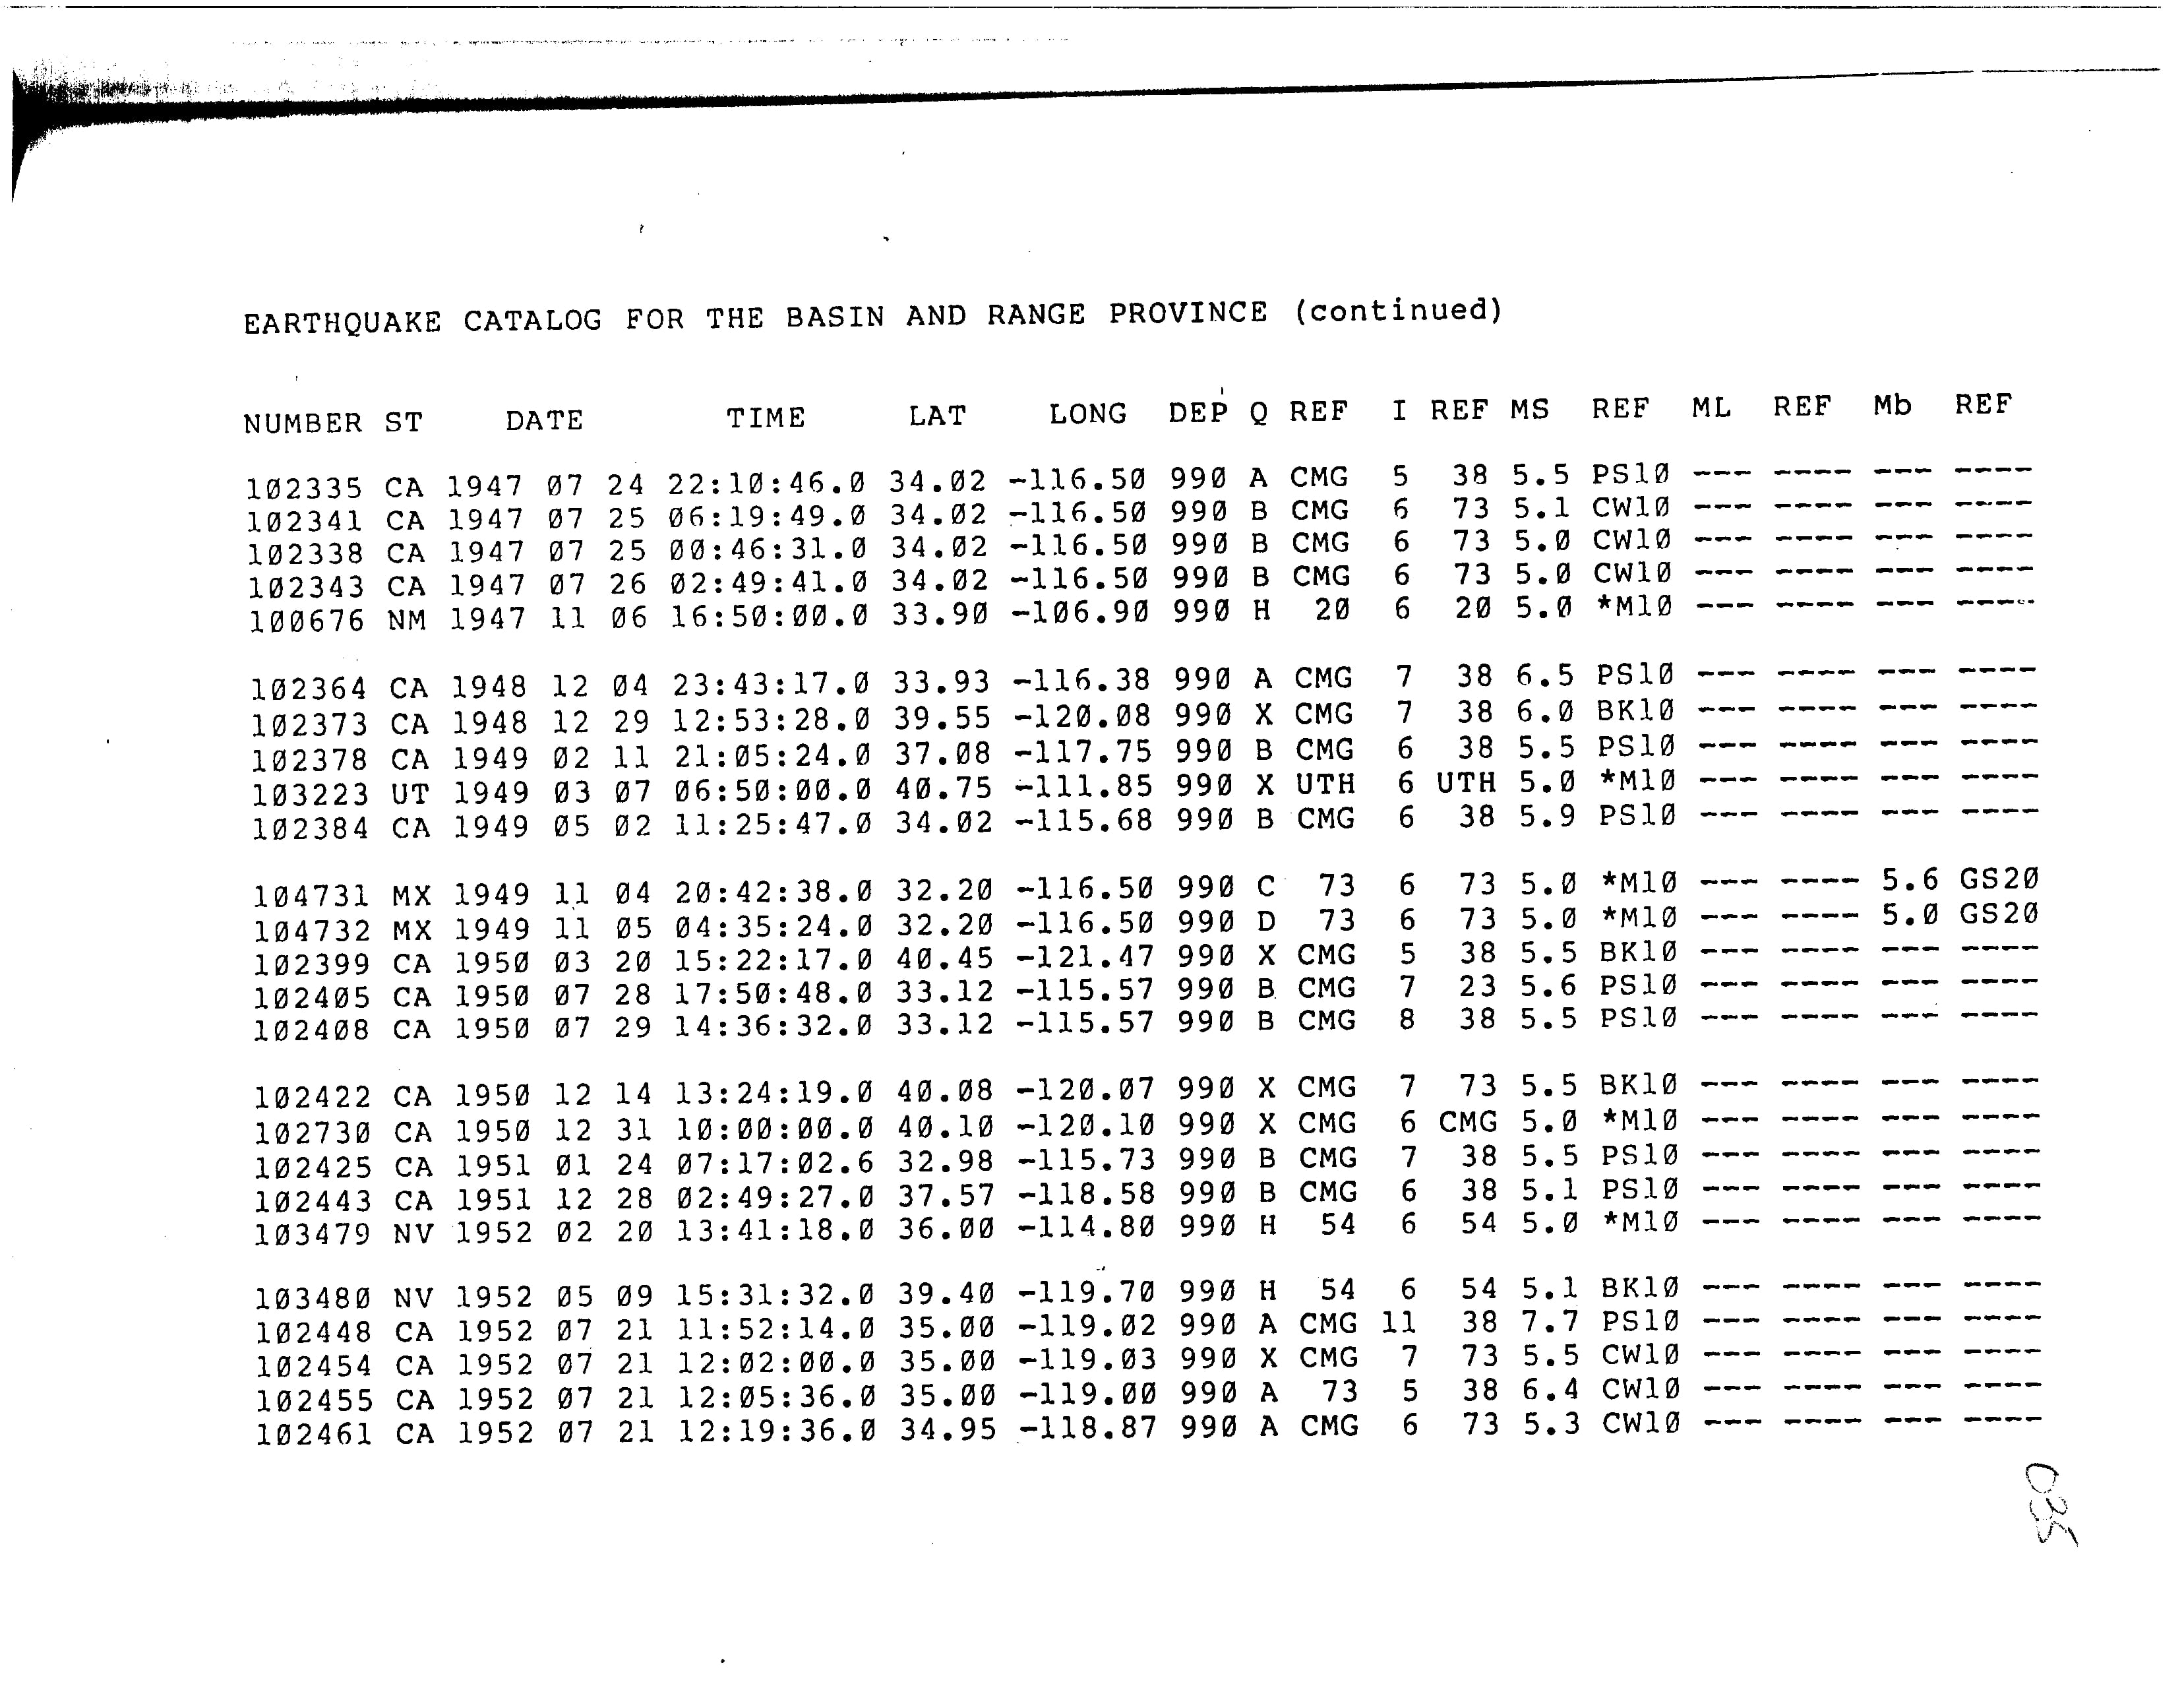 EARTHQUAKE CATALOG FOR THE BASIN AND RANGE PROVINCE (continued)
NUMBER ST DATE TIME LAT LONG DEP Q REF I REF MS REF ML REF Mb REF
102335 CA 1947 07 24 22:10:46.0 34.02 -116.50 990 A CMG 5 38 5.5 PS10 --- ---- --- ----
102341 CA 1947 07 25 06:19:49.0 34.02 -116.50 990 B CMG 6 73 5.1 CW10 --- ---- --- ----
102338 CA 1947 07 25 00:46:31.0 34.02 -116.50 990 B CMG 6 73 5.0 CW10 --- ---- --- ----
102343 CA 1947 07 26 02:49:41.0 34.02 -116.50 990 B CMG 6 73 5.0 CW10 --- ---- --- ----
100676 NM 1947 11 06 16:50:00.0 33.90 -106.90 990 H 20 6 20 5.0 *M10 --- ---- --- ----
102364 CA 1948 12 04 23:43:17.0 33.93 -116.38 990 A CMG 7 38 6.5 PS10 --- ---- --- ----
102373 CA 1948 12 29 12:53:28.0 39.55 -120.08 990 X CMG 7 38 6.0 BK10 --- ---- --- ----
102378 CA 1949 02 11 21:05:24.0 37.08 -117.75 990 B CMG 6 38 5.5 PS10 --- ---- --- ----
103223 UT 1949 03 07 06:50:00.0 40.75 -111.85 990 X UTH 6 UTH 5.0 *M10 --- ---- --- ----
102384 CA 1949 05 02 11:25:47.0 34.02 -115.68 990 B CMG 6 38 5.9 PS10 --- ---- --- ----
104731 MX 1949 11 04 20:42:38.0 32.20 -116.50 990 C 73 6 73 5.0 *M10 --- ---- 5.6 GS20
104732 MX 1949 11 05 04:35:24.0 32.20 -116.50 990 D 73 6 73 5.0 *M10 --- ---- 5.0 GS20
102399 CA 1950 03 20 15:22:17.0 40.45 -121.47 990 X CMG 5 38 5.5 BK10 --- ---- --- ----
102405 CA 1950 07 28 17:50:48.0 33.12 -115.57 990 B CMG 7 23 5.6 PS10 --- ---- --- ----
102408 CA 1950 07 29 14:36:32.0 33.12 -115.57 990 B CMG 8 38 5.5 PS10 --- ---- --- ----
102422 CA 1950 12 14 13:24:19.0 40.08 -120.07 990 X CMG 7 73 5.5 BK10 --- ---- --- ----
102730 CA 1950 12 31 10:00:00.0 40.10 -120.10 990 X CMG 6 CMG 5.0 *M10 --- ---- --- ----
102425 CA 1951 01 24 07:17:02.6 32.98 -115.73 990 B CMG 7 38 5.5 PS10 --- ---- --- ----
102443 CA 1951 12 28 02:49:27.0 37.57 -118.58 990 B CMG 6 38 5.1 PS10 --- ---- --- ----
103479 NV 1952 02 20 13:41:18.0 36.00 -114.80 990 H 54 6 54 5.0 *M10 --- ---- --- ----
103480 NV 1952 05 09 15:31:32.0 39.40 -119.70 990 H 54 6 54 5.1 BK10 --- ---- --- ----
102448 CA 1952 07 21 11:52:14.0 35.00 -119.02 990 A CMG 11 38 7.7 PS10 --- ---- --- ----
102454 CA 1952 07 21 12:02:00.0 35.00 -119.03 990 X CMG 7 73 5.5 CW10 --- ---- --- ----
102455 CA 1952 07 21 12:05:36.0 35.00 -119.00 990 A 73 5 38 6.4 CW10 --- ---- --- ----
102461 CA 1952 07 21 12:19:36.0 34.95 -118.87 990 A CMG 6 73 5.3 CW10 --- ---- --- ----